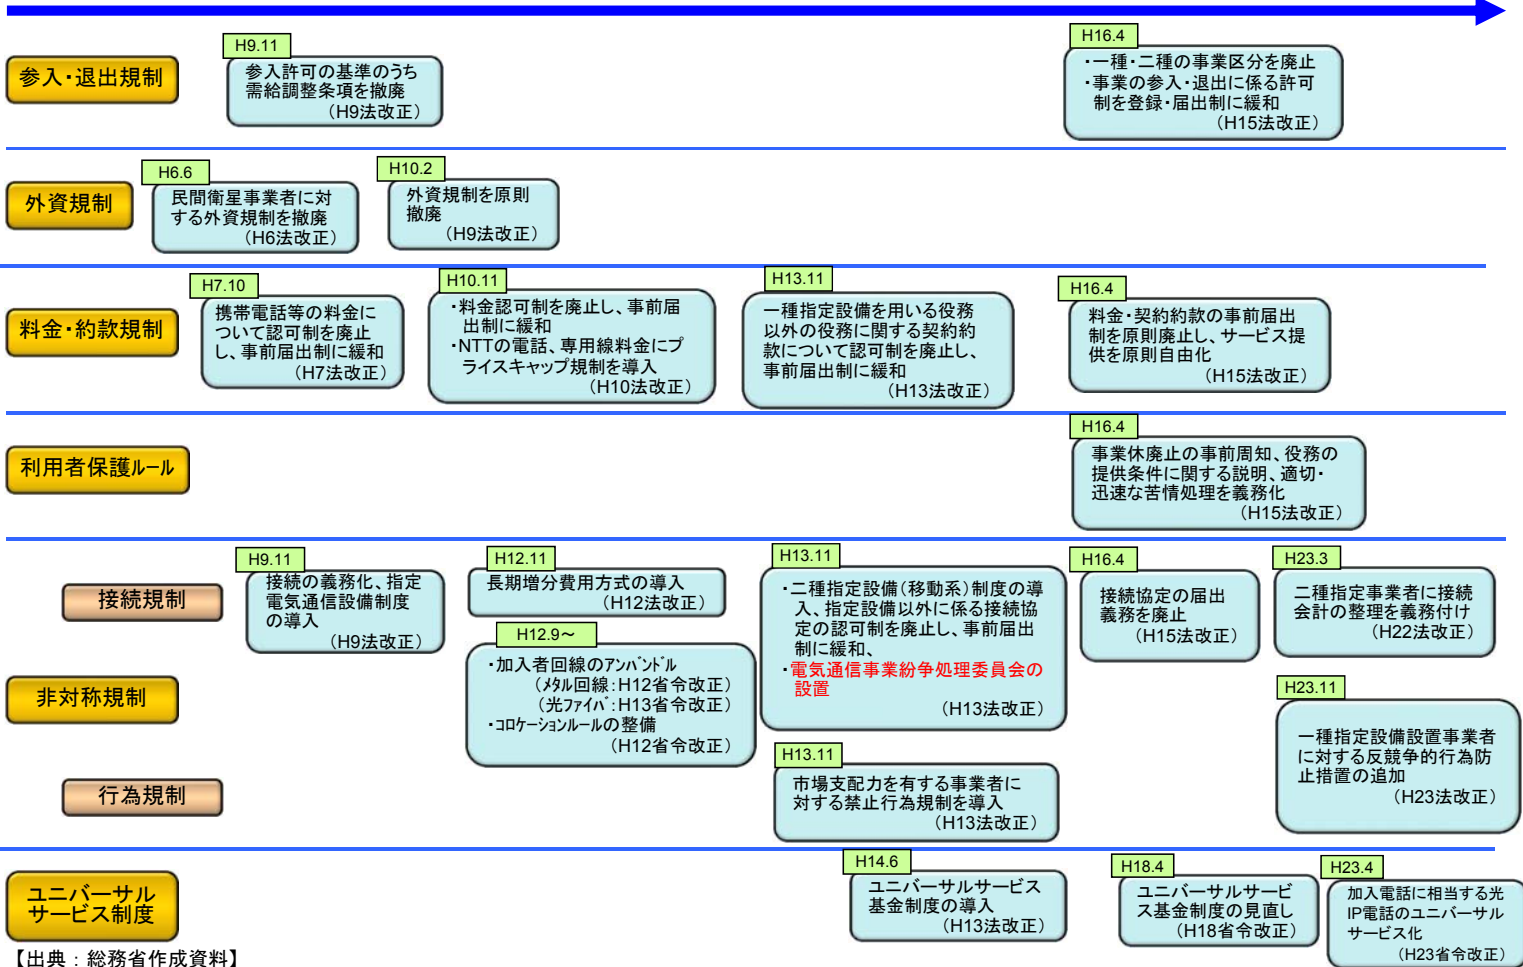 参入・退出規制
H9.11
参入許可の基準のうち
需給調整条項を撤廃
（H9法改正）
H16.4
・一種・二種の事業区分を廃止
・事業の参入・退出に係る許可
制を登録・届出制に緩和
（H15法改正）
外資規制
H6.6
民間衛星事業者に対
する外資規制を撤廃
（H6法改正）
H10.2
外資規制を原則
撤廃
（H9法改正）
料金・約款規制
H7.10
携帯電話等の料金に
ついて認可制を廃止
し、事前届出制に緩和
（H7法改正）
H10.11
・料金認可制を廃止し、事前届
出制に緩和
・NTTの電話、専用線料金にプ
ライスキャップ規制を導入
（H10法改正）
H13.11
一種指定設備を用いる役務
以外の役務に関する契約約
款について認可制を廃止し、
事前届出制に緩和
（H13法改正）
H16.4
料金・契約約款の事前届出
制を原則廃止し、サービス提
供を原則自由化
（H15法改正）
利用者保護ﾙｰﾙ
H16.4
事業休廃止の事前周知、役務の
提供条件に関する説明、適切・
迅速な苦情処理を義務化
（H15法改正）
非対称規制
接続規制
H9.11
接続の義務化、指定
電気通信設備制度
の導入
（H9法改正）
H12.11
長期増分費用方式の導入
（H12法改正）
H12.9～
・加入者回線のｱﾝﾊﾞﾝﾄﾞﾙ
（ﾒﾀﾙ回線：H12省令改正）
（光ﾌｧｲﾊﾞ：H13省令改正）
・ｺﾛｹｰｼｮﾝﾙｰﾙの整備
（H12省令改正）
H13.11
・二種指定設備（移動系）制度の導
入、指定設備以外に係る接続協
定の認可制を廃止し、事前届出
制に緩和、
・電気通信事業紛争処理委員会の
設置
（H13法改正）
H16.4
接続協定の届出
義務を廃止
（H15法改正）
H23.3
二種指定事業者に接続
会計の整理を義務付け
（H22法改正）
行為規制
H13.11
市場支配力を有する事業者に
対する禁止行為規制を導入
（H13法改正）
H23.11
一種指定設備設置事業者
に対する反競争的行為防
止措置の追加
（H23法改正）
ユニバーサル
サービス制度
H14.6
ユニバーサルサービス
基金制度の導入
（H13法改正）
H18.4
ユニバーサルサービ
ス基金制度の見直し
（H18省令改正）
H23.4
加入電話に相当する光
IP電話のユニバーサル
サービス化
（H23省令改正）
【出典：総務省作成資料】